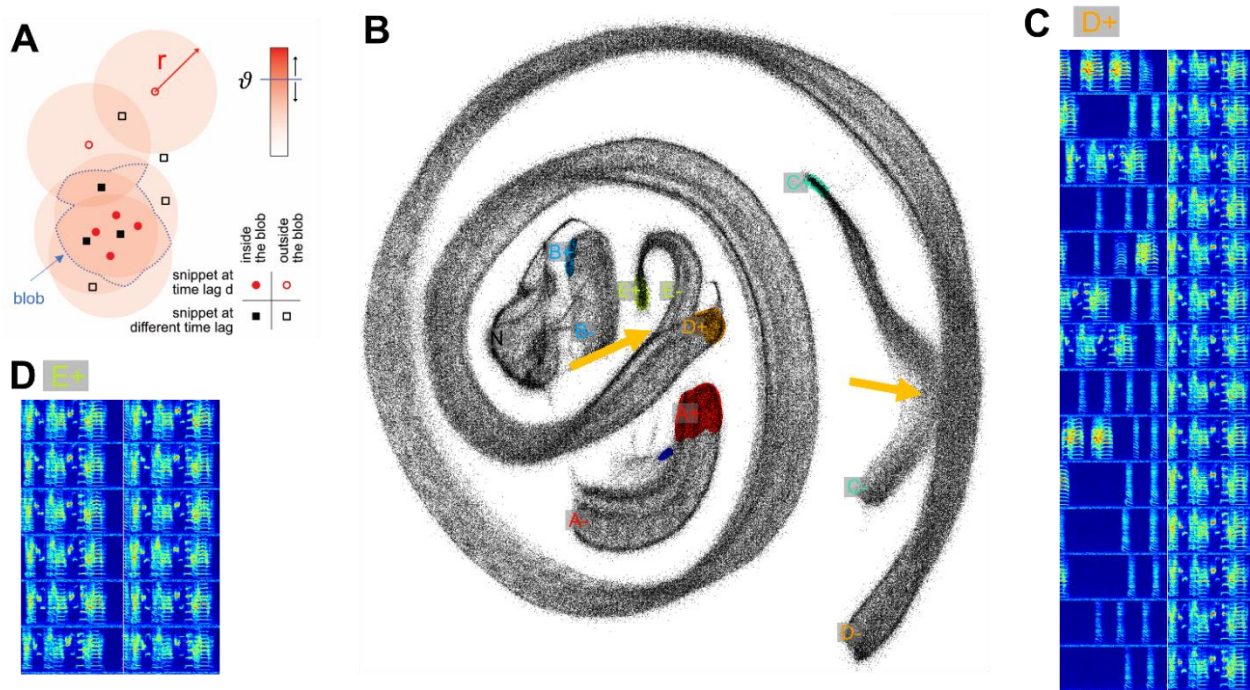 A
r
ϑ
inside
the blob
outside
the blob
blob
snippet at
time lag d
snippet at
different time lag
B
C
B+
E+
E-
B-
N
D+
A+
A-
C-
D-
C
D+
D
E+